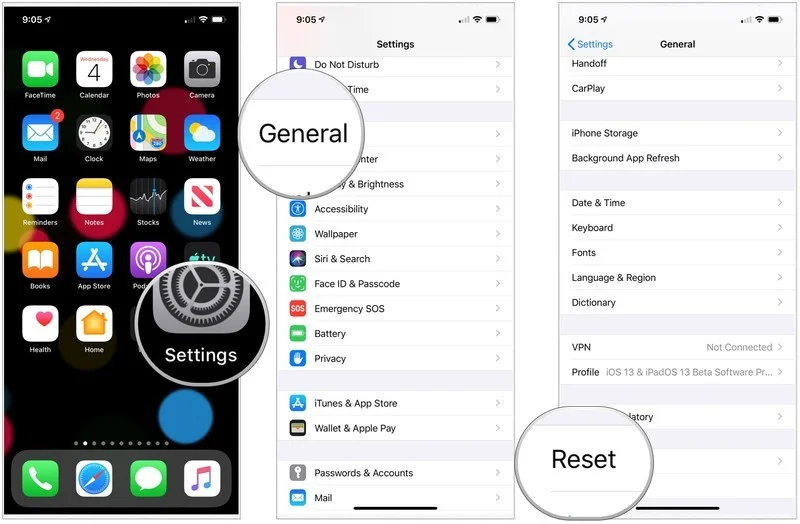 9:05
Wednesday
4
FaceTime
Calendar
Photos
Camera
2
280
Mail
Clock
Maps
Weather
Reminders
Notes
Stocks
News
tv
Books
App Store
Health
Home
Settings
9:05
Settings
Do Not Disturb
General
& Brightness
Accessibility
Wallpaper
Siri & Search
Face ID & Passcode
SOS Emergency SOS
Battery
Privacy
iTunes & App Store
Wallet & Apple Pay
Passwords & Accounts
Mail
9:05
Settings General
Handoff
CarPlay
iPhone Storage
Background App Refresh
Date & Time
Keyboard
Fonts
Language & Region
Dictionary
VPN Not Connected
Profile iOS 13 & iPadOS 13 Beta Software Pr...
Reset